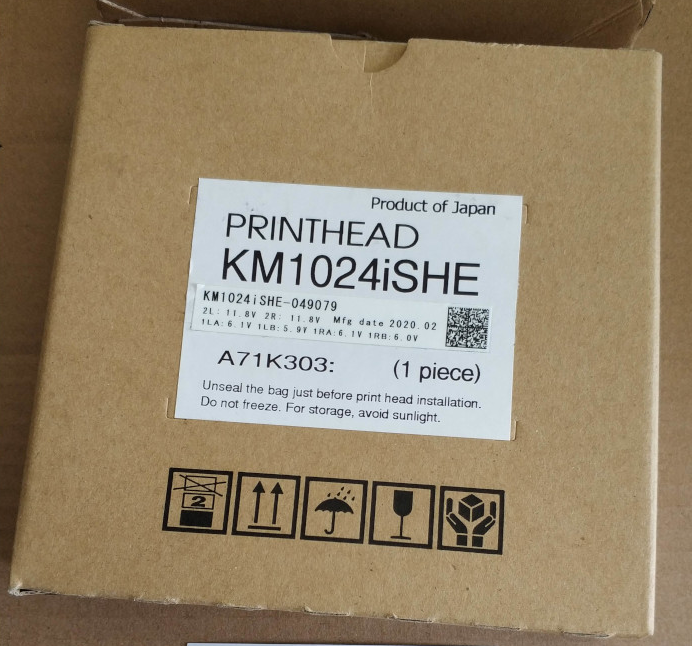 Product of Japan
PRINTHEAD
KM1024iSHE
KM1024iSHE-049079
2L: 11.8V 2R: 11.8V Mfg date 2020.02
1LA:6.1V 1LB:5.9V 1RA:6.1V 1RB:6.0V
A71K303: (1 piece)
Unseal the bag just before print head installation.
Do not freeze. For storage, avoid sunlight.
2